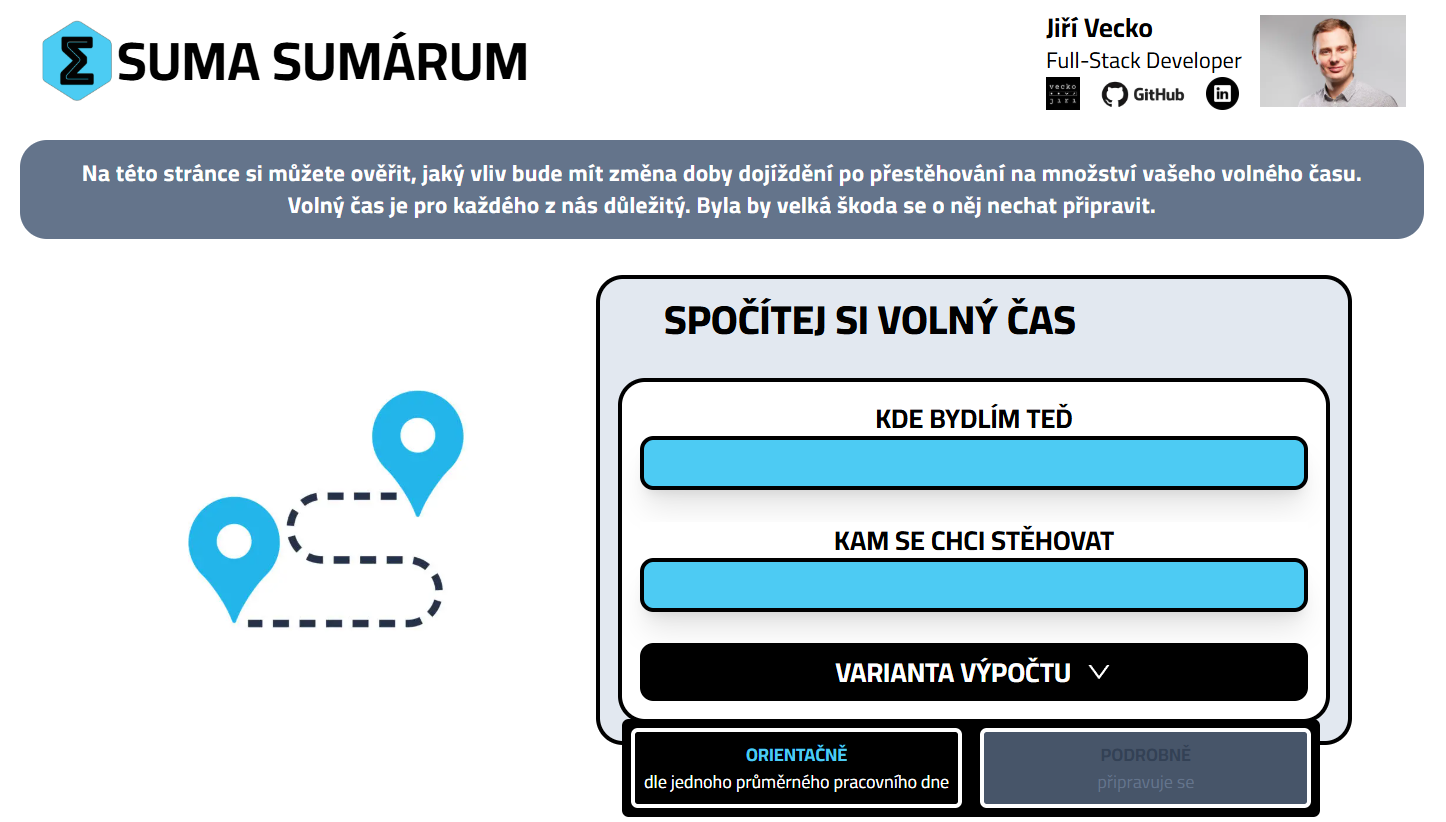 SUMA SUMÁRUM
Jiří Vecko
Full-Stack Developer
vecko
jiri
GitHub
in
Na této stránce si můžete ověřit, jaký vliv bude mít změna doby dojíždění po přestěhování na množství vašeho volného času.
Volný čas je pro každého z nás důležitý. Byla by velká škoda se o něj nechat připravit.
SPOČÍTEJ SI VOLNÝ ČAS
KDE BYDLÍM TEĎ
KAM SE CHCI STĚHOVAT
VARIANTA VÝPOČTU
ORIENTAČNĚ
dle jednoho průměrného pracovního dne
PODROBNĚ
připravuje se